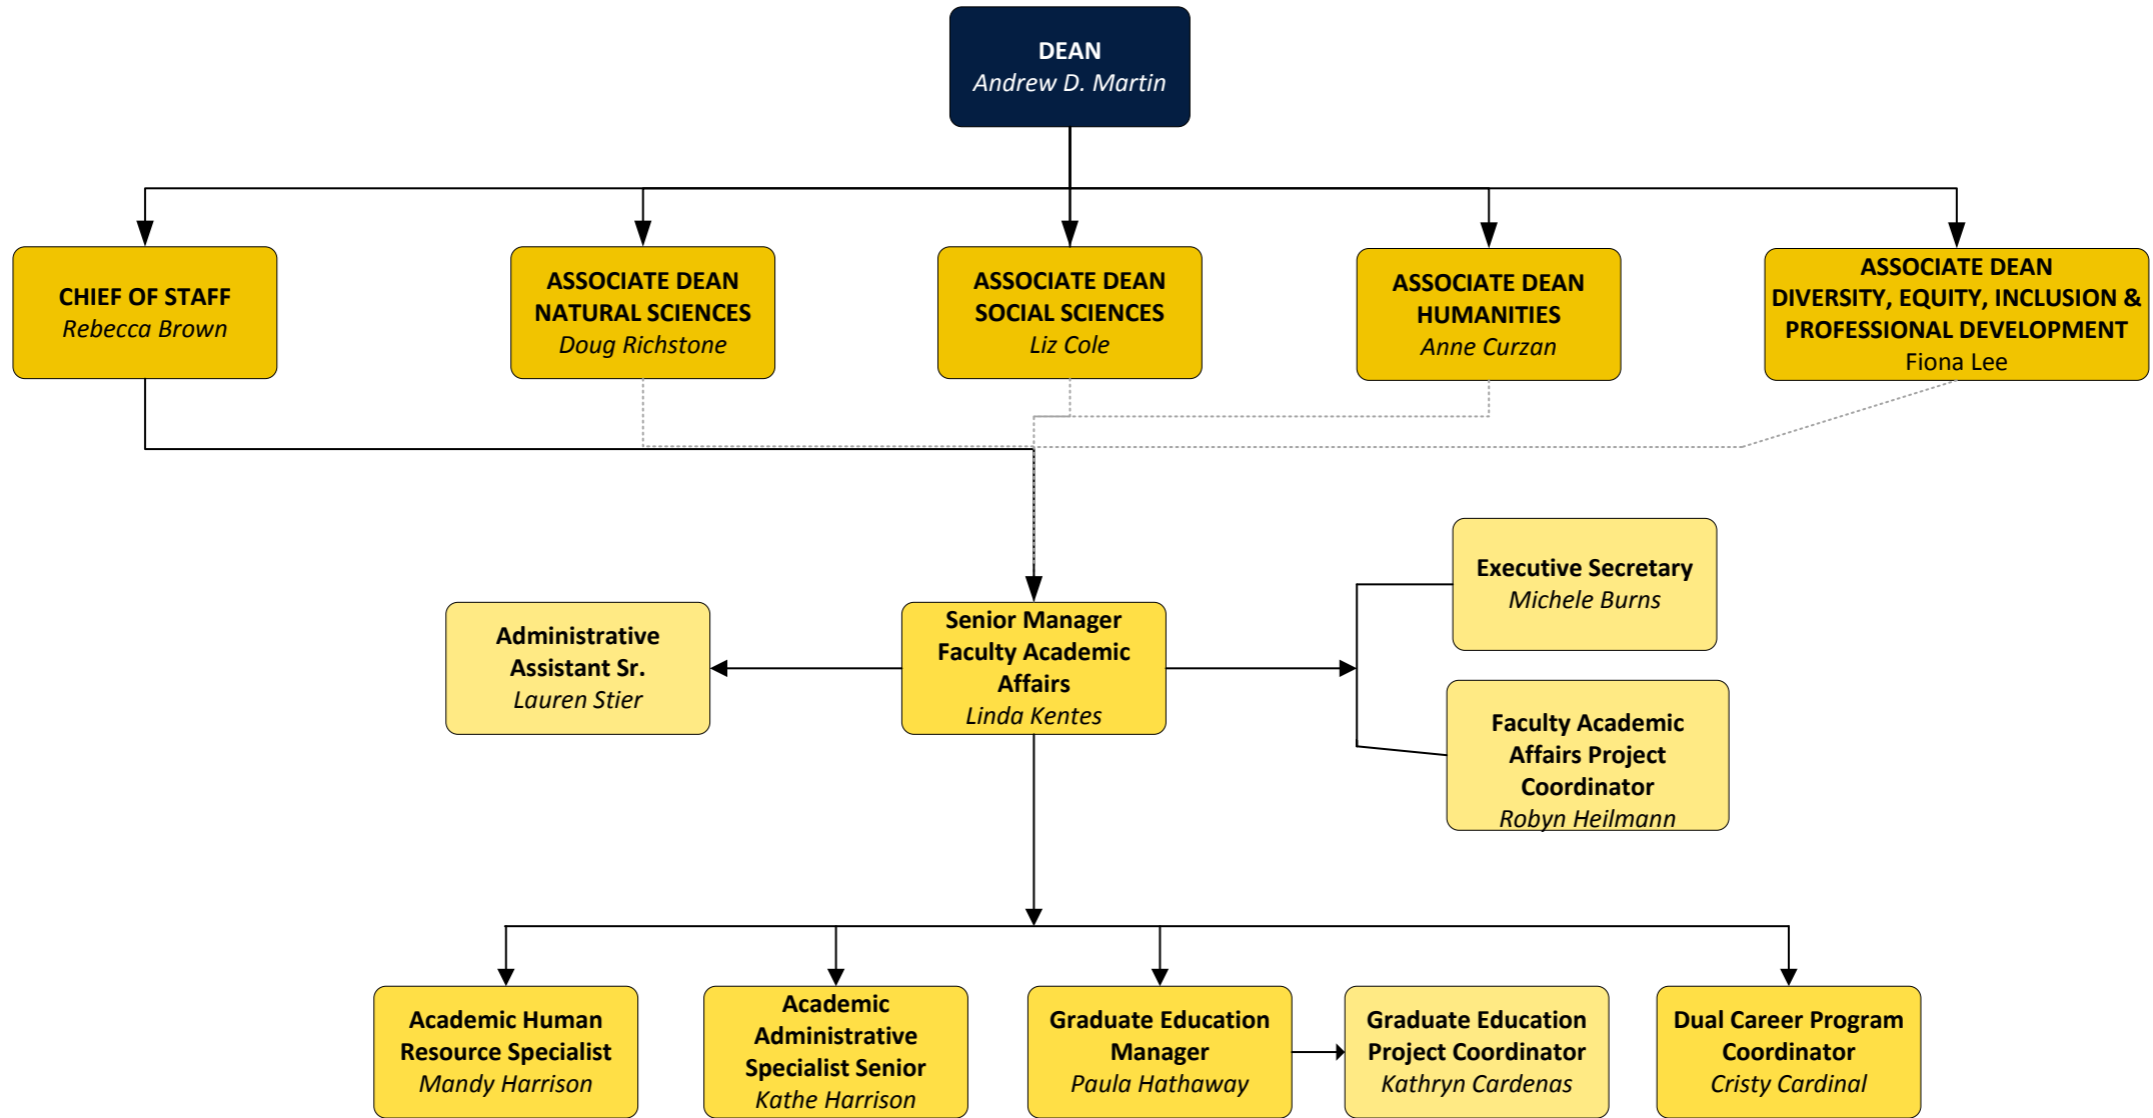 DEAN
Andrew D. Martin
CHIEF OF STAFF
Rebecca Brown
ASSOCIATE DEAN
NATURAL SCIENCES
Doug Richstone
ASSOCIATE DEAN
SOCIAL SCIENCES
Liz Cole
ASSOCIATE DEAN
HUMANITIES
Anne Curzan
ASSOCIATE DEAN
DIVERSITY, EQUITY, INCLUSION &
PROFESSIONAL DEVELOPMENT
Fiona Lee
Administrative
Assistant Sr.
Lauren Stier
Senior Manager
Faculty Academic
Affairs
Linda Kentes
Executive Secretary
Michele Burns
Faculty Academic
Affairs Project
Coordinator
Robyn Heilmann
Academic Human
Resource Specialist
Mandy Harrison
Academic
Administrative
Specialist Senior
Kathe Harrison
Graduate Education
Manager
Paula Hathaway
Graduate Education
Project Coordinator
Kathryn Cardenas
Dual Career Program
Coordinator
Cristy Cardinal